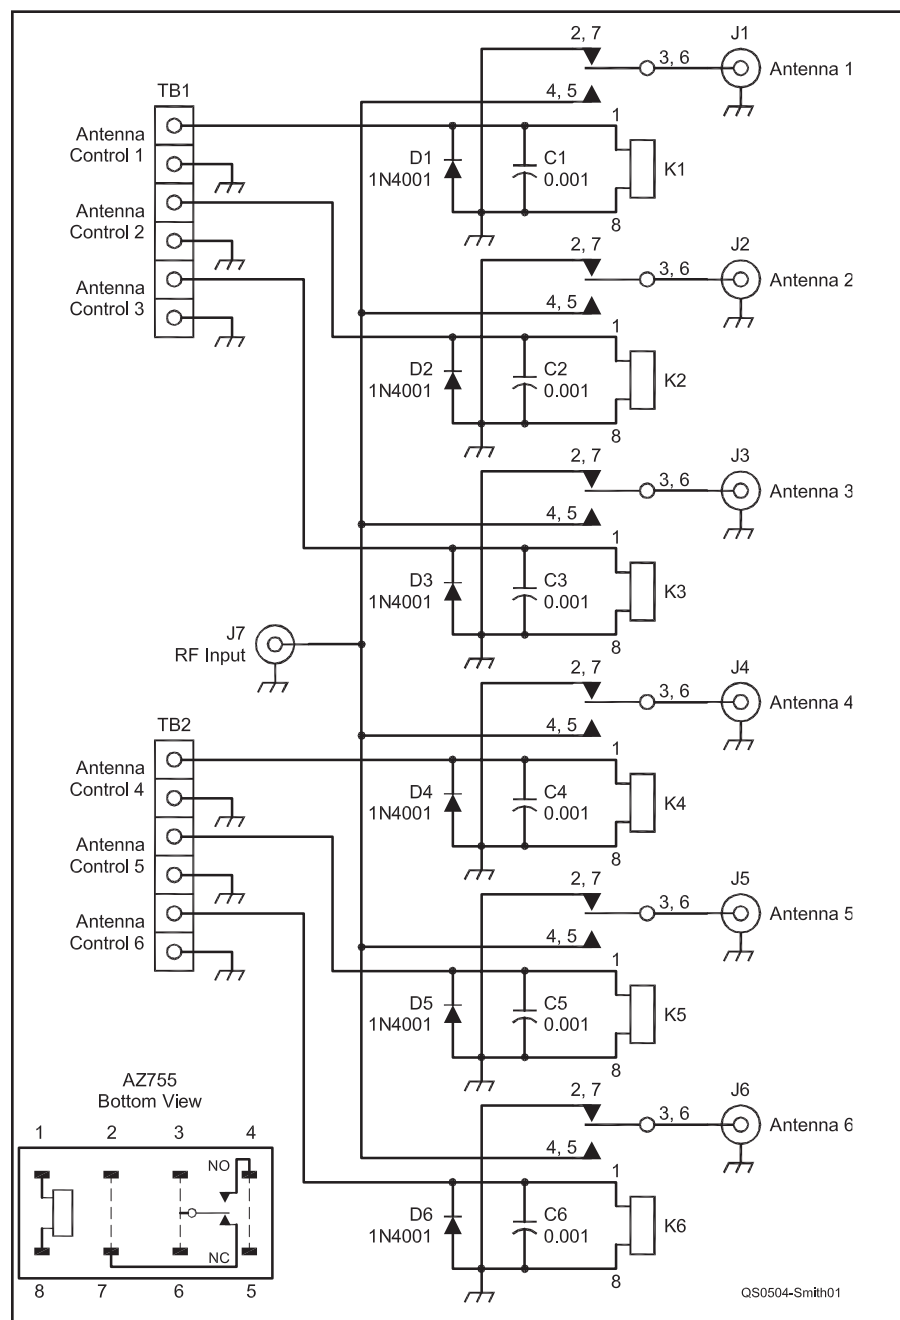 2, 7
J1
3, 6
Antenna 1
4, 5
TB1
1
Antenna
Control 1
D1
1N4001
C1
0.001
K1
8
Antenna
Control 2
2, 7
J2
3, 6
Antenna 2
4, 5
Antenna
Control 3
1
D2
1N4001
C2
0.001
K2
8
2, 7
J3
3, 6
Antenna 3
4, 5
1
D3
1N4001
C3
0.001
K3
8
J7
RF Input
2, 7
J4
3, 6
Antenna 4
4, 5
TB2
1
Antenna
Control 4
D4
1N4001
C4
0.001
K4
8
Antenna
Control 5
2, 7
J5
3, 6
Antenna 5
4, 5
Antenna
Control 6
1
D5
1N4001
C5
0.001
K5
8
2, 7
J6
3, 6
Antenna 6
4, 5
1
D6
1N4001
C6
0.001
K6
8
AZ755
Bottom View
1 2 3 4
NO
NC
8 7 6 5
QS0504-Smith01